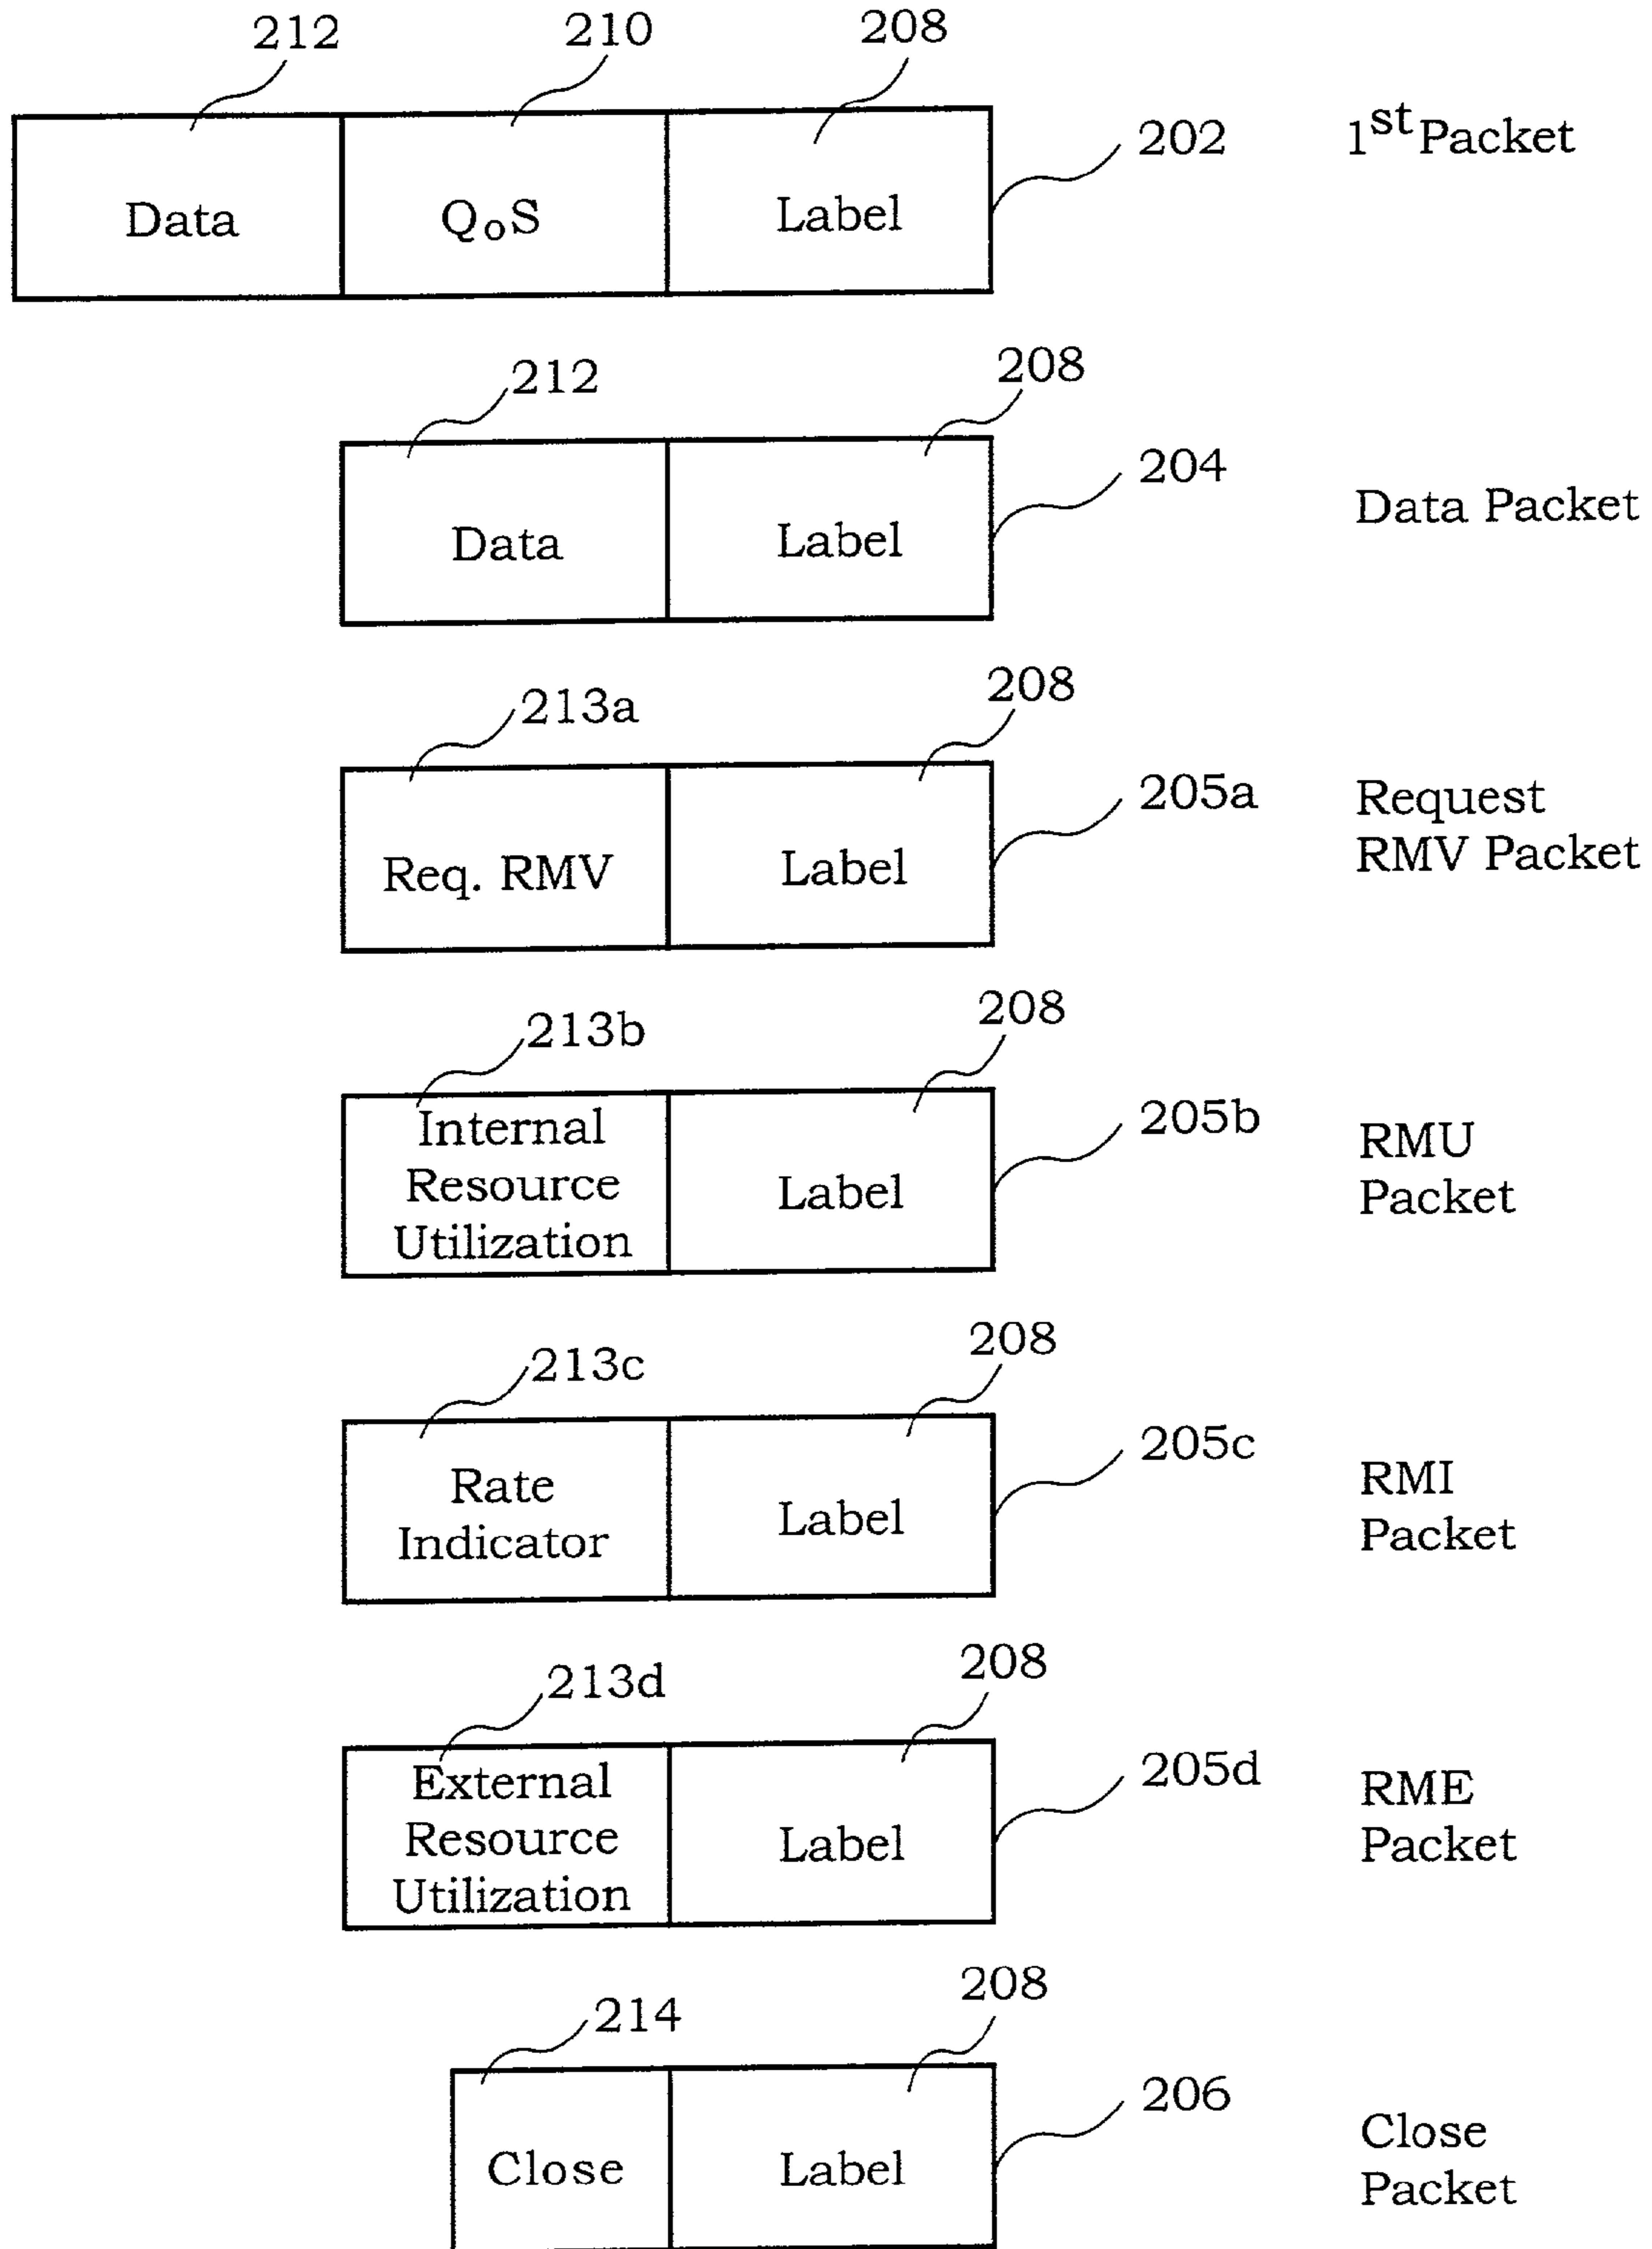 212 210 208
202 1st Packet
Data QoS Label
212 208
204
Data Packet
Data Label
213a 208
205a Request
RMV Packet
Req. RMV Label
213b 208
205b
Internal
Resource
Utilization
Label
RMU
Packet
213c 208
205c
Rate
Indicator
Label
RMI
Packet
213d 208
205d
External
Resource
Utilization
Label
RME
Packet
214 208
206
Close Label
Close
Packet